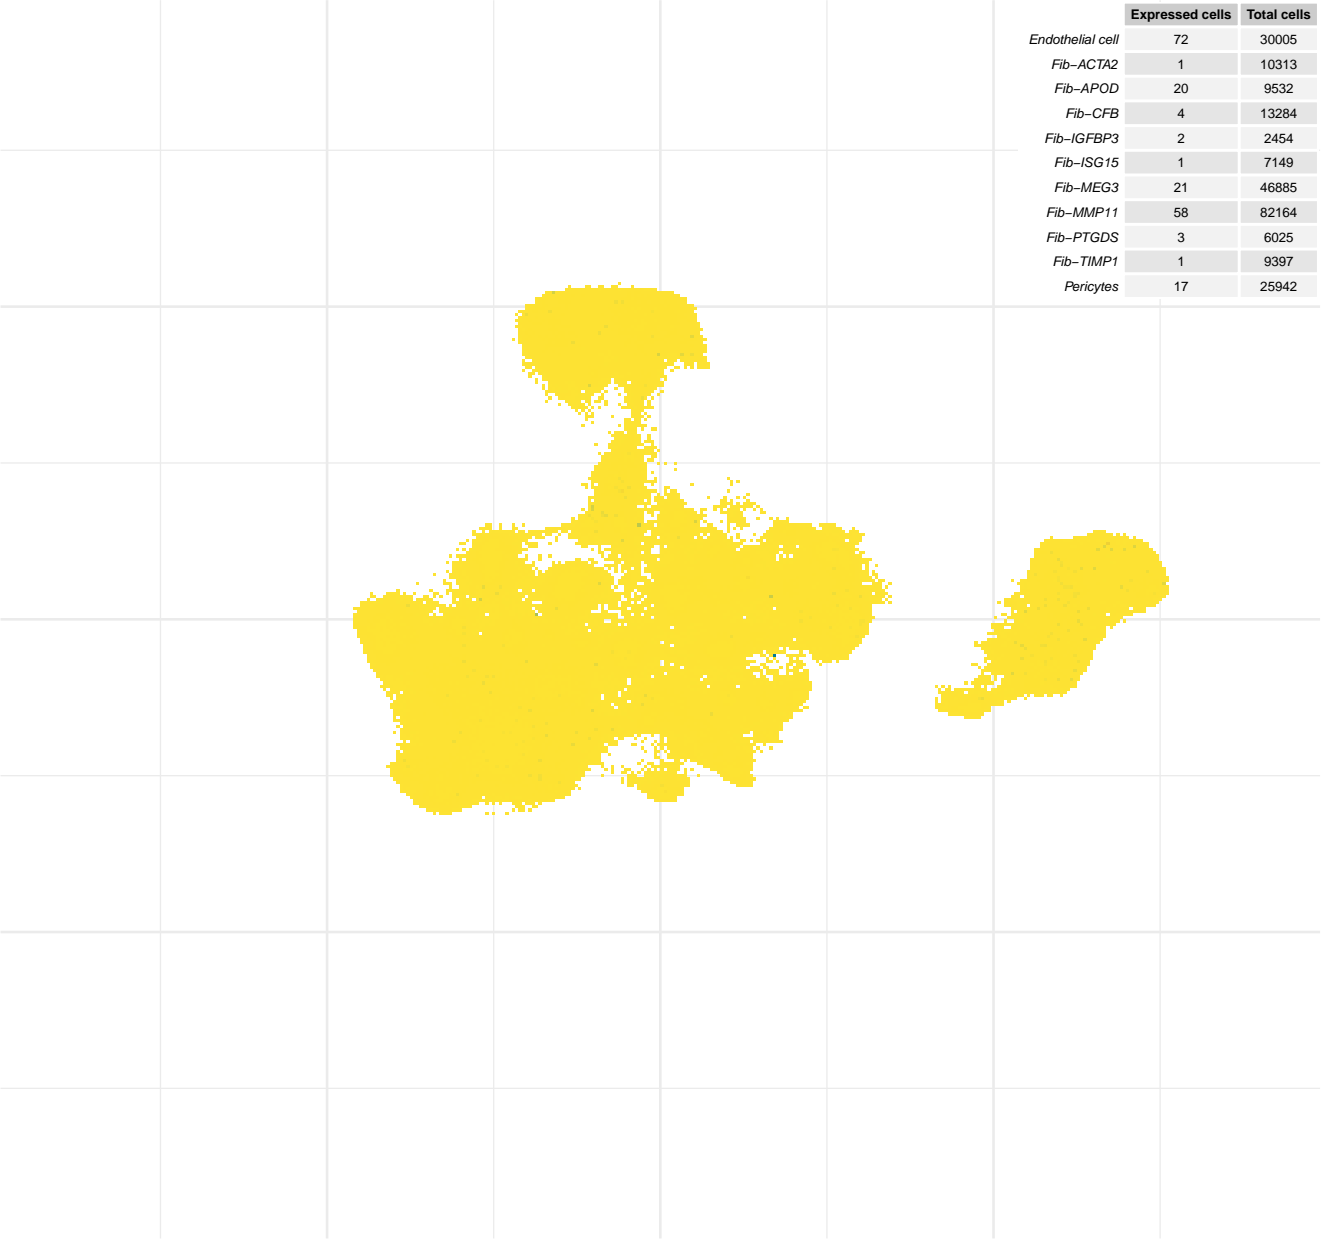 Expressed cells Total cells
Endothelial cell 72 30005
Fib−ACTA2 1 10313
Fib−APOD 20 9532
Fib−CFB 4 13284
Fib−IGFBP3 2 2454
Fib−ISG15 1 7149
Fib−MEG3 21 46885
Fib−MMP11 58 82164
Fib−PTGDS 3 6025
Fib−TIMP1 1 9397
Pericytes 17 25942